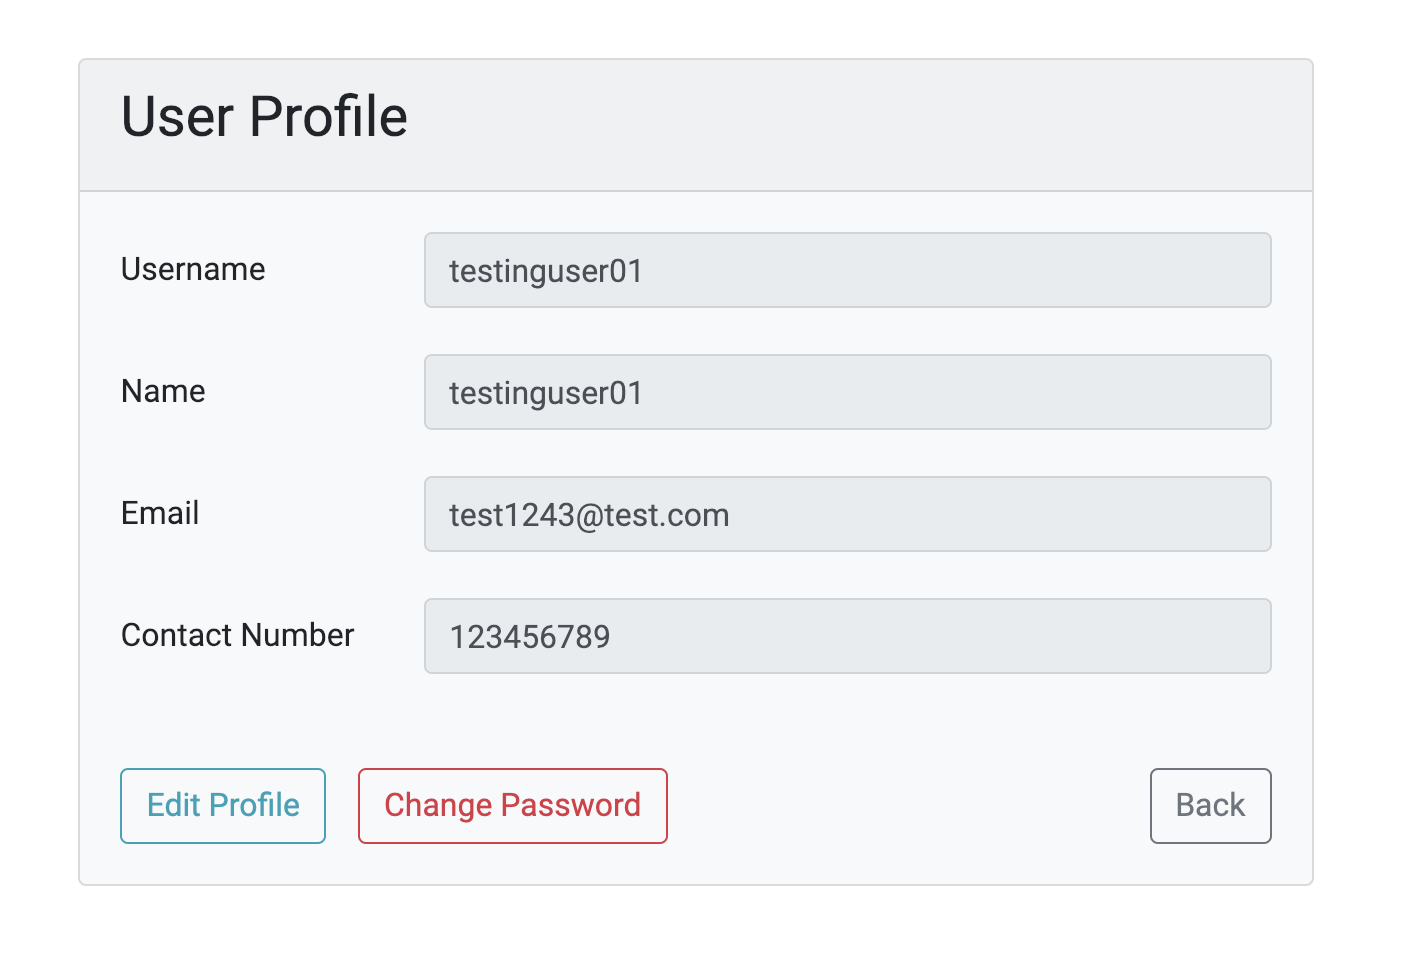 User Profile
Username testinguser01
Name testinguser01
Email test1243@test.com
Contact Number 123456789
Edit Profile Change Password Back